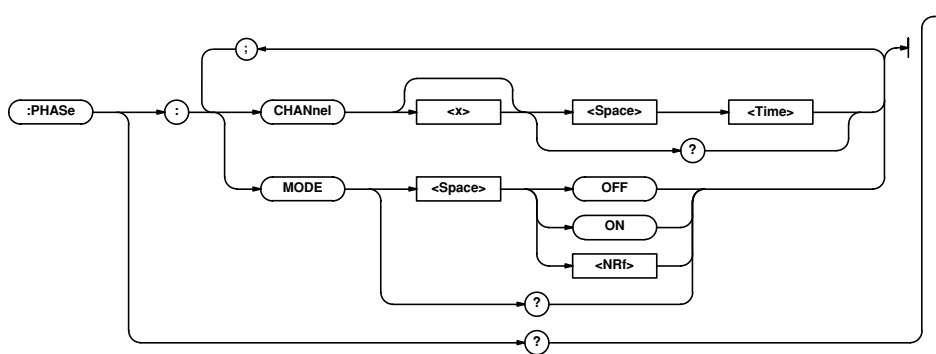 ;
:PHASe : CHANnel <x> <Space> <Time>
?
MODE <Space> OFF
ON
<NRf>
?
?